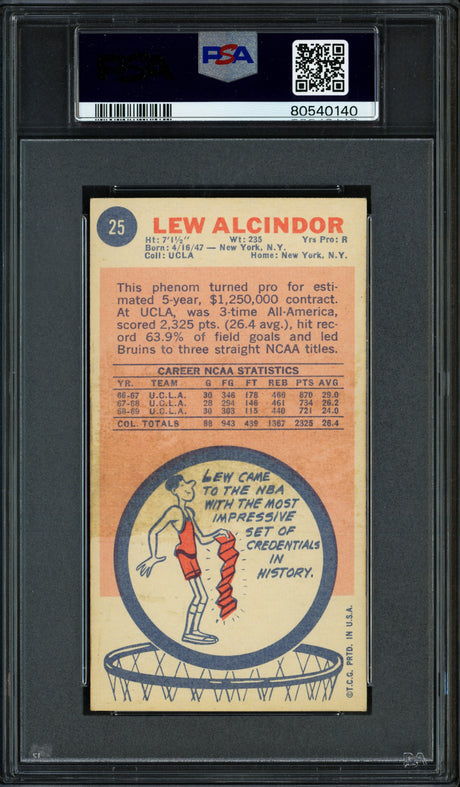 PSA
80540140
25
LEW ALCINDOR
Ht: 7'1½" Wt: 235 Yrs Pro: R
Born: 4/16/47 — New York, N.Y.
Coll: UCLA Home: New York, N.Y.
This phenom turned pro for esti-
mated 5-year, $1,250,000 contract.
At UCLA, was 3-time All-America,
scored 2,325 pts. (26.4 avg.), hit rec-
ord 63.9% of field goals and led
Bruins to three straight NCAA titles.
CAREER NCAA STATISTICS
YR. TEAM G FG FT REB PTS AVG
66-67 U.C.L.A. 30 346 178 466 870 29.0
67-68 U.C.L.A. 28 294 146 461 734 26.2
68-69 U.C.L.A. 30 303 115 440 721 24.0
COL. TOTALS 88 943 439 1367 2325 26.4
LEW CAME
TO THE NBA
WITH THE MOST
IMPRESSIVE
SET OF
CREDENTIALS
IN
HISTORY.
©T.C.G. PRTD. IN U.S.A.